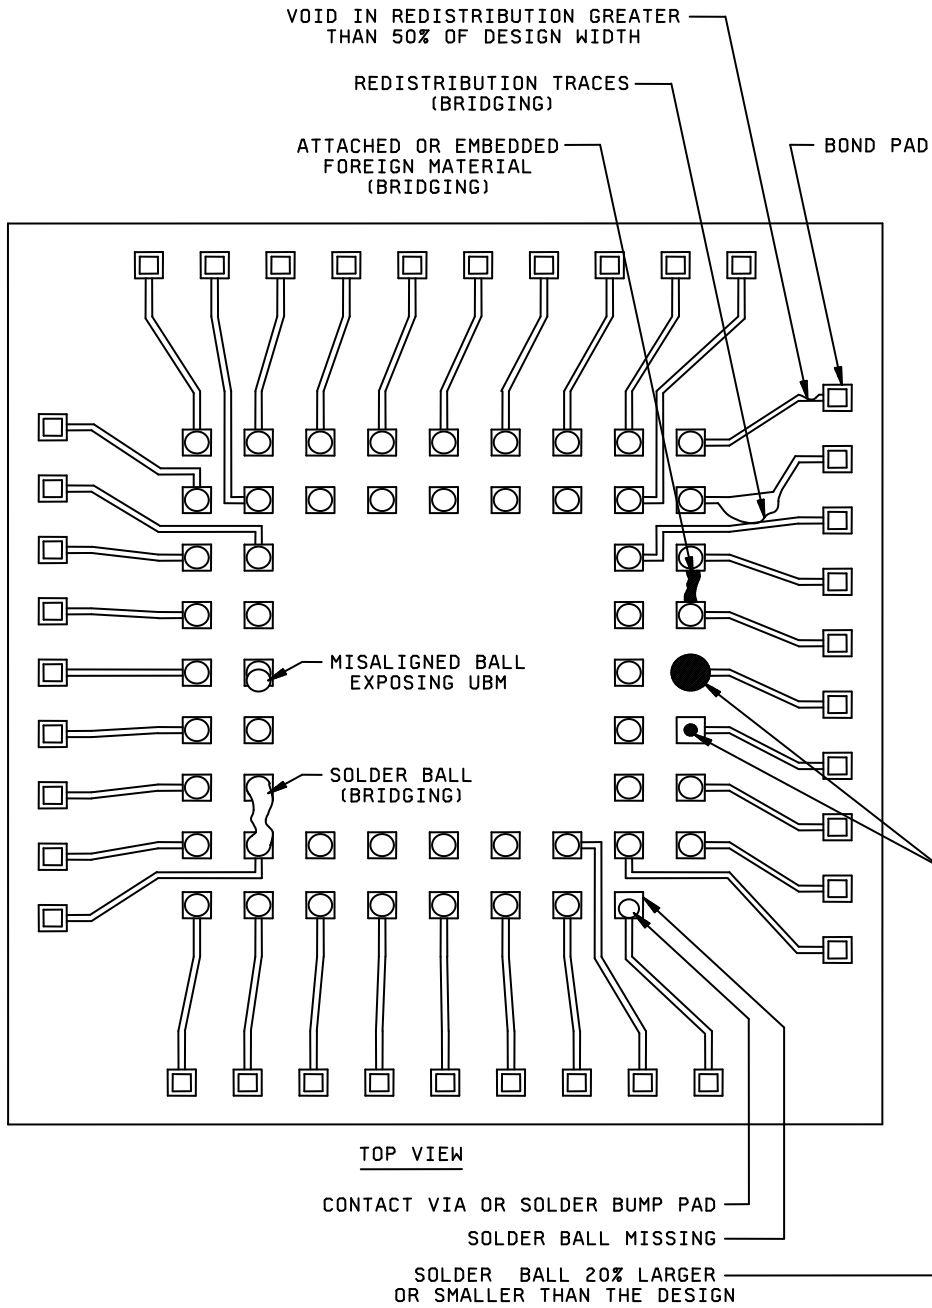 VOID IN REDISTRIBUTION GREATER
THAN 50% OF DESIGN WIDTH
REDISTRIBUTION TRACES
(BRIDGING)
ATTACHED OR EMBEDDED
FOREIGN MATERIAL
(BRIDGING)
BOND PAD
MISALIGNED BALL
EXPOSING UBM
SOLDER BALL
(BRIDGING)
TOP VIEW
CONTACT VIA OR SOLDER BUMP PAD
SOLDER BALL MISSING
SOLDER BALL 20% LARGER
OR SMALLER THAN THE DESIGN